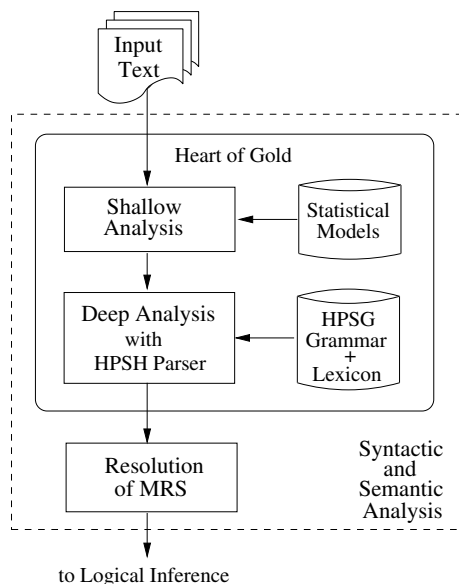 Input
Text
Heart of Gold
Shallow
Analysis
Statistical
Models
Deep Analysis
with
HPSH Parser
HPSG
Grammar
+
Lexicon
Resolution
of MRS
Syntactic
and
Semantic
Analysis
to Logical Inference